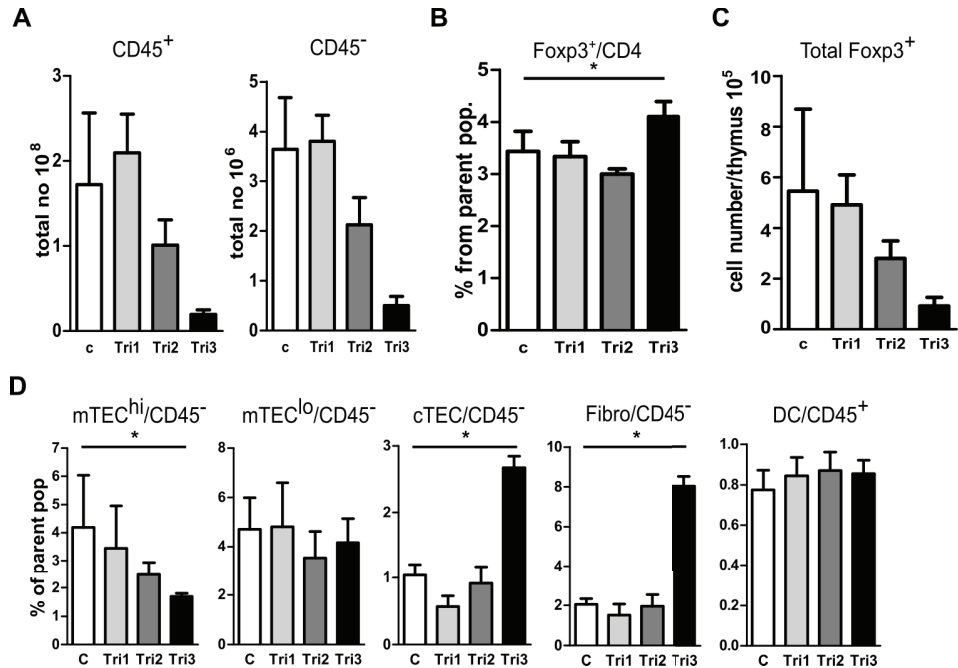 A
CD45+
total no 10^8
3
2
1
0
c Tri1 Tri2 Tri3
CD45-
total no 10^6
6
5
4
3
2
1
0
c Tri1 Tri2 Tri3
B
Foxp3+/CD4
*
% from parent pop.
5
4
3
2
1
0
c Tri1 Tri2 Tri3
C
Total Foxp3+
cell number/thymus 10^5
10
8
6
4
2
0
c Tri1 Tri2 Tri3
D
mTEC^hi/CD45-
*
% of parent pop
7
6
5
4
3
2
1
0
C Tri1 Tri2 Tri3
mTEC^lo/CD45-
8
6
4
2
0
C Tri1 Tri2 Tri3
cTEC/CD45-
*
3
2
1
0
C Tri1 Tri2 Tri3
Fibro/CD45-
*
10
8
6
4
2
0
C Tri1 Tri2 Tri3
DC/CD45+
1.0
0.8
0.6
0.4
0.2
0.0
C Tri1 Tri2 Tri3